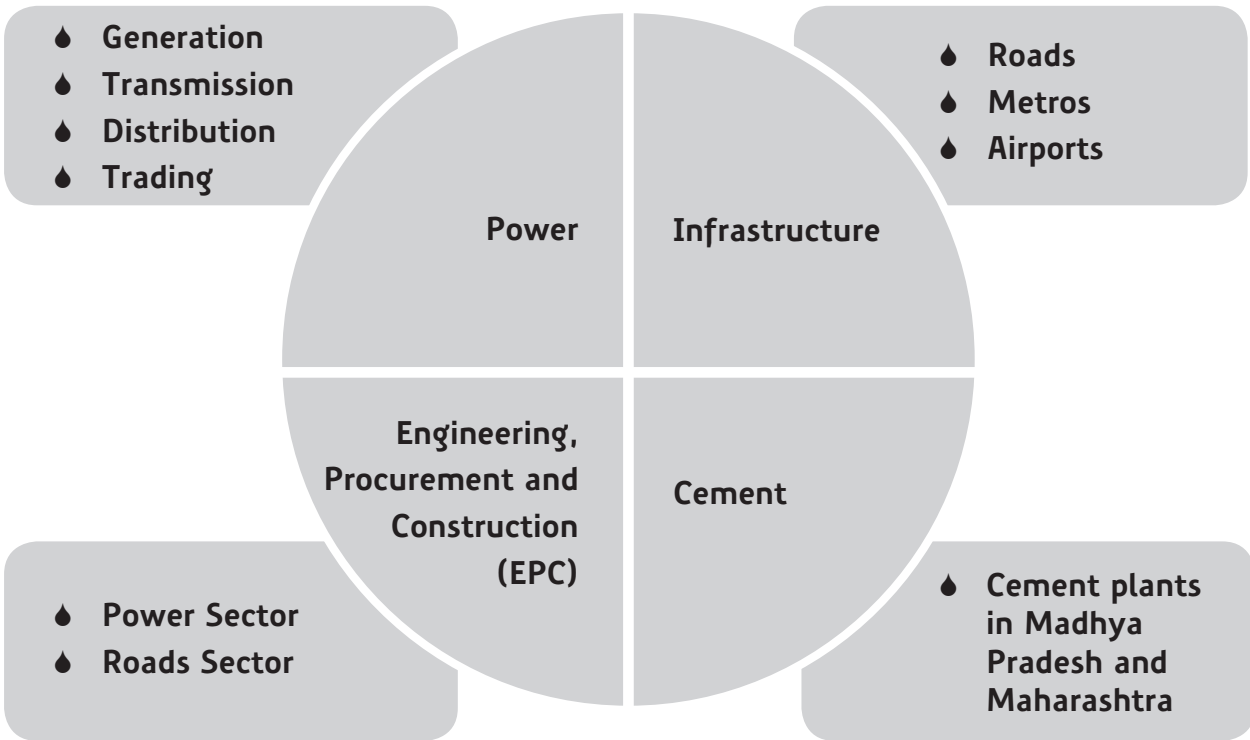 Generation
Transmission
Distribution
Trading
Power
Roads
Metros
Airports
Infrastructure
Engineering,
Procurement and
Construction
(EPC)
Power Sector
Roads Sector
Cement
Cement plants
in Madhya
Pradesh and
Maharashtra